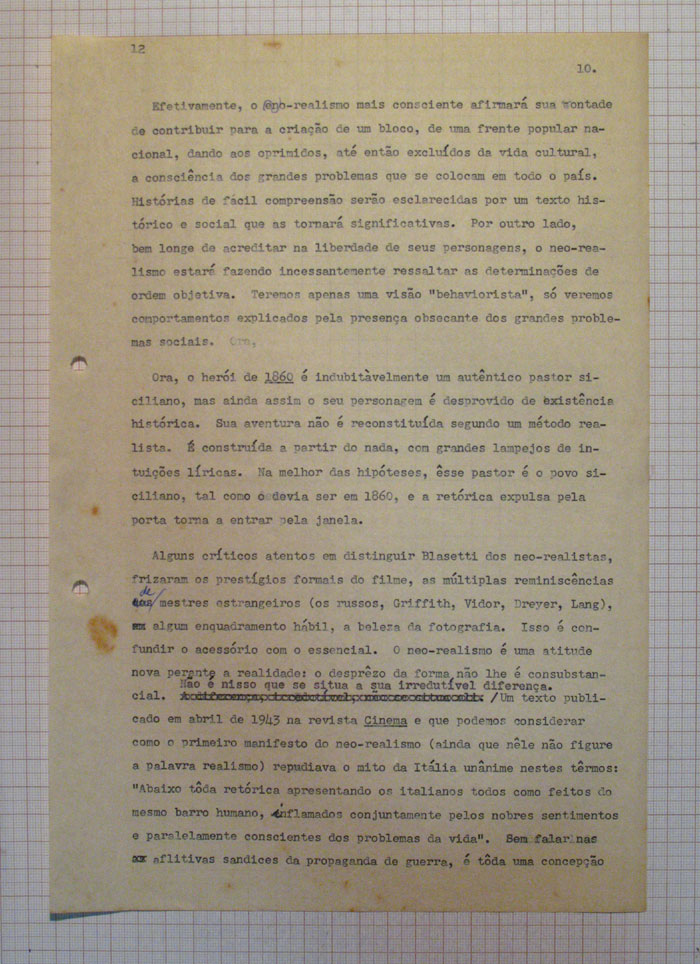 12
10.
Efetivamente, o neo-realismo mais consciente afirmará sua vontade
de contribuir para a criação de um bloco, de uma frente popular na-
cional, dando aos oprimidos, até então excluídos da vida cultural,
a consciência dos grandes problemas que se colocam em todo o país.
Histórias de fácil compreensão serão esclarecidas por um texto his-
tórico e social que as tornará significativas. Por outro lado,
bem longe de acreditar na liberdade de seus personagens, o neo-rea-
lismo estará fazendo incessantemente ressaltar as determinações de
ordem objetiva. Teremos apenas uma visão "behaviorista", só veremos
comportamentos explicados pela presença obsecante dos grandes proble-
mas sociais. Ora,
Ora, o herói de 1860 é indubitàvelmente um autêntico pastor si-
ciliano, mas ainda assim o seu personagem é desprovido de existência
histórica. Sua aventura não é reconstituída segundo um método rea-
lista. É construída a partir do nada, com grandes lampejos de in-
tuições líricas. Na melhor das hipóteses, êsse pastor é o povo si-
ciliano, tal como o devia ser em 1860, e a retórica expulsa pela
porta torna a entrar pela janela.
Alguns críticos atentos em distinguir Blasetti dos neo-realistas,
frizaram os prestígios formais do filme, as múltiplas reminiscências
de/ mestres estrangeiros (os russos, Griffith, Vidor, Dreyer, Lang),
algum enquadramento hábil, a beleza da fotografia. Isso é con-
fundir o acessório com o essencial. O neo-realismo é uma atitude
nova perante a realidade: o desprêzo da forma não lhe é consubstan-
Não é nisso que se situa a sua irredutível diferença.
cial. /Um texto publi-
cado em abril de 1943 na revista Cinema e que podemos considerar
como o primeiro manifesto do neo-realismo (ainda que nêle não figure
a palavra realismo) repudiava o mito da Itália unânime nestes têrmos:
"Abaixo tôda retórica apresentando os italianos todos como feitos do
mesmo barro humano, inflamados conjuntamente pelos nobres sentimentos
e paralelamente conscientes dos problemas da vida". Sem falar nas
aflitivas sandices da propaganda de guerra, é tôda uma concepção